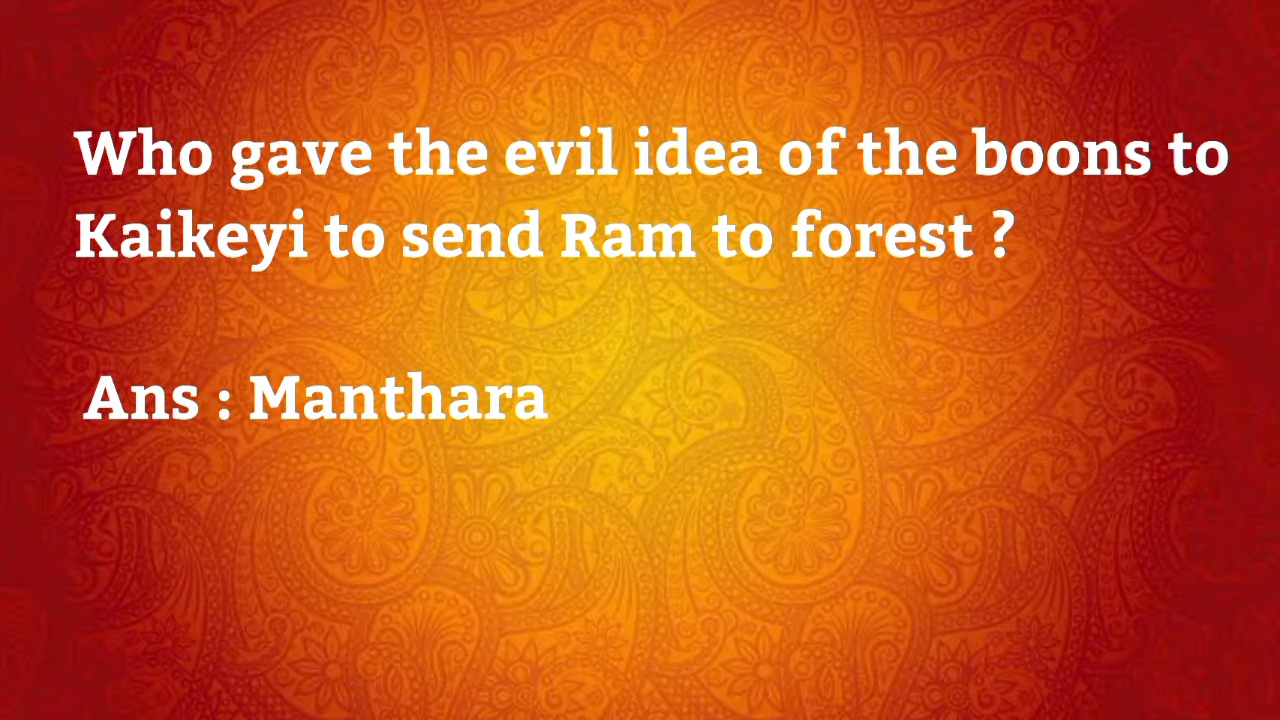 Who gave the evil idea of the boons to
Kaikeyi to send Ram to forest ?
Ans : Manthara